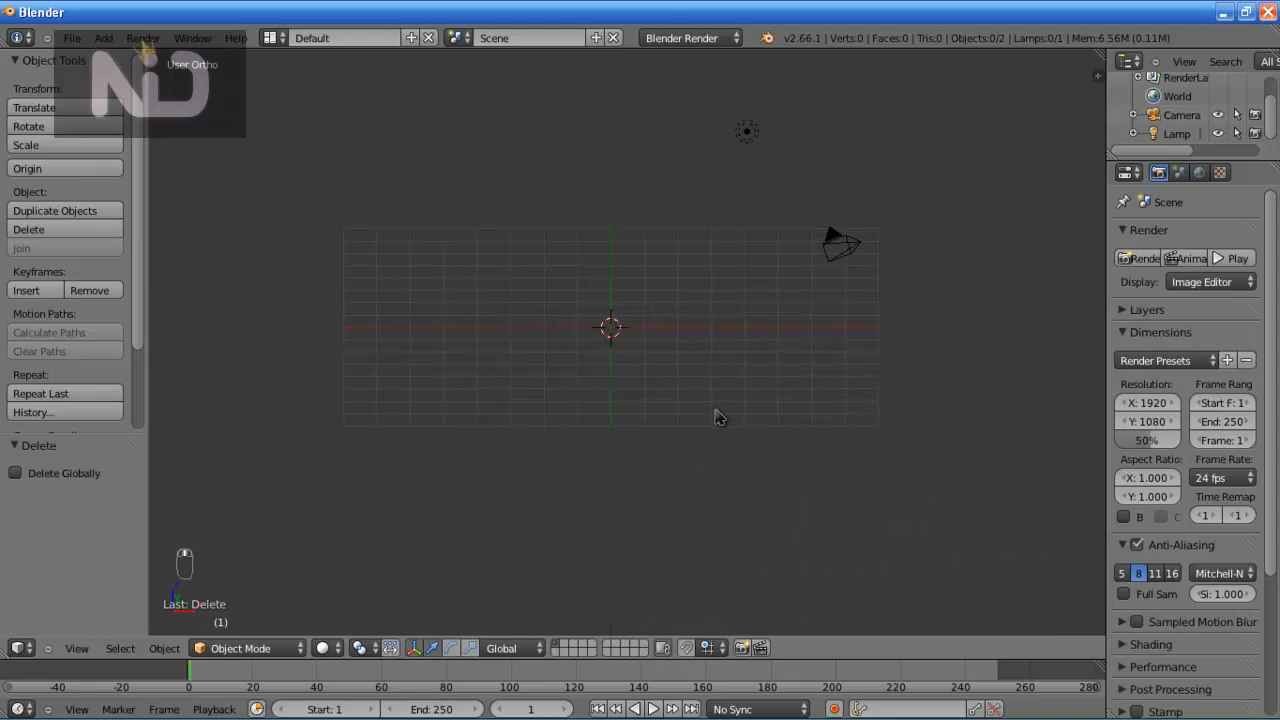 Blender
File Add Render Window Help Default Scene Blender Render v2.66.1 | Verts:0 | Faces:0 | Tris:0 | Objects:0/2 | Lamps:0/1 | Mem:6.56M (0.11M)
Object Tools
Transform:
Translate
Rotate
Scale
Origin
Object:
Duplicate Objects
Delete
Join
Keyframes:
Insert Remove
Motion Paths:
Calculate Paths
Clear Paths
Repeat:
Repeat Last
History...
Delete
Delete Globally
ND
User Ortho
Last: Delete
(1)
View Search All S
RenderLa
World
Camera
Lamp
Scene
Render
Rende Anima Play
Display: Image Editor
Layers
Dimensions
Render Presets
Resolution: Frame Rang
X: 1920 Start F: 1
Y: 1080 End: 250
50% Frame: 1
Aspect Ratio: Frame Rate:
X: 1.000 24 fps
Y: 1.000 Time Remap
B C 1 1
Anti-Aliasing
5 8 11 16 Mitchell-N
Full Sam Si: 1.000
Sampled Motion Blur
Shading
Performance
Post Processing
Stamp
View Select Object Object Mode Global
-40 -20 0 20 40 60 80 100 120 140 160 180 200 220 240 260 280
View Marker Frame Playback Start: 1 End: 250 1 No Sync